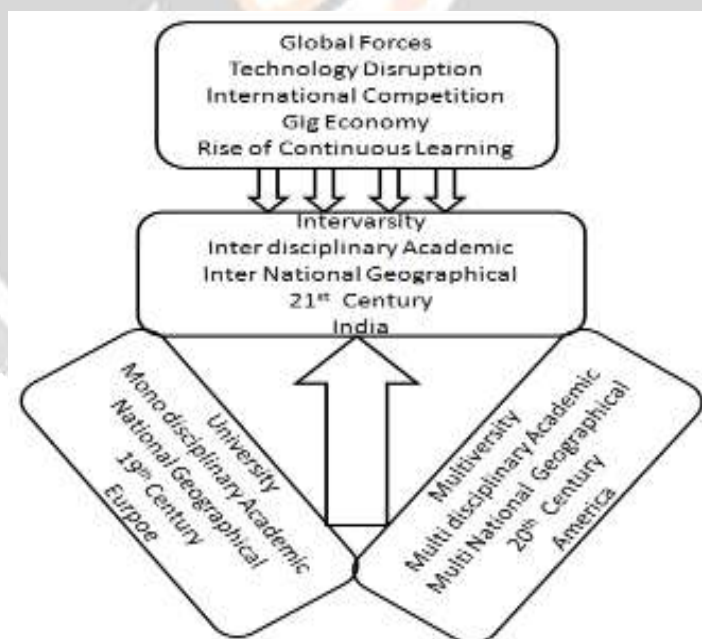 Global Forces
Technology Disruption
International Competition
Gig Economy
Rise of Continuous Learning
Intervarsity
Inter disciplinary Academic
Inter National Geographical
21st Century
India
University
Mono disciplinary Academic
National Geographical
19th Century
Eurpoe
Multiversity
Multi disciplinary Academic
Multi National Geographical
20th Century
America